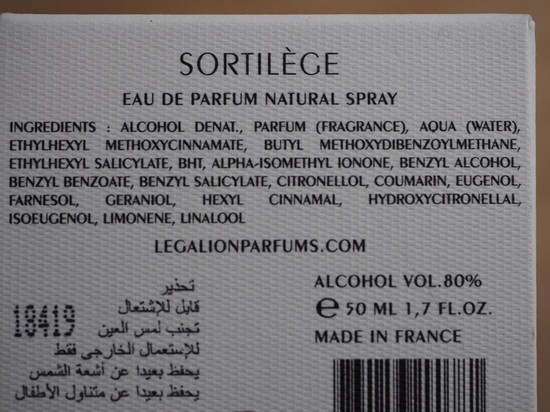 SORTILÈGE
EAU DE PARFUM NATURAL SPRAY
INGREDIENTS : ALCOHOL DENAT., PARFUM (FRAGRANCE), AQUA (WATER),
ETHYLHEXYL METHOXYCINNAMATE, BUTYL METHOXYDIBENZOYLMETHANE,
ETHYLHEXYL SALICYLATE, BHT, ALPHA-ISOMETHYL IONONE, BENZYL ALCOHOL,
BENZYL BENZOATE, BENZYL SALICYLATE, CITRONELLOL, COUMARIN, EUGENOL,
FARNESOL, GERANIOL, HEXYL CINNAMAL, HYDROXYCITRONELLAL,
ISOEUGENOL, LIMONENE, LINALOOL
LEGALIONPARFUMS.COM
تحذير
قابل للإشتعال
تجنب لمس العين
للإستعمال الخارجى فقط
يحفظ بعيدا عن أشعة الشمس
يحفظ بعيدا عن متناول الأطفال
18419
ALCOHOL VOL.80%
℮ 50 ML 1,7 FL.OZ.
MADE IN FRANCE